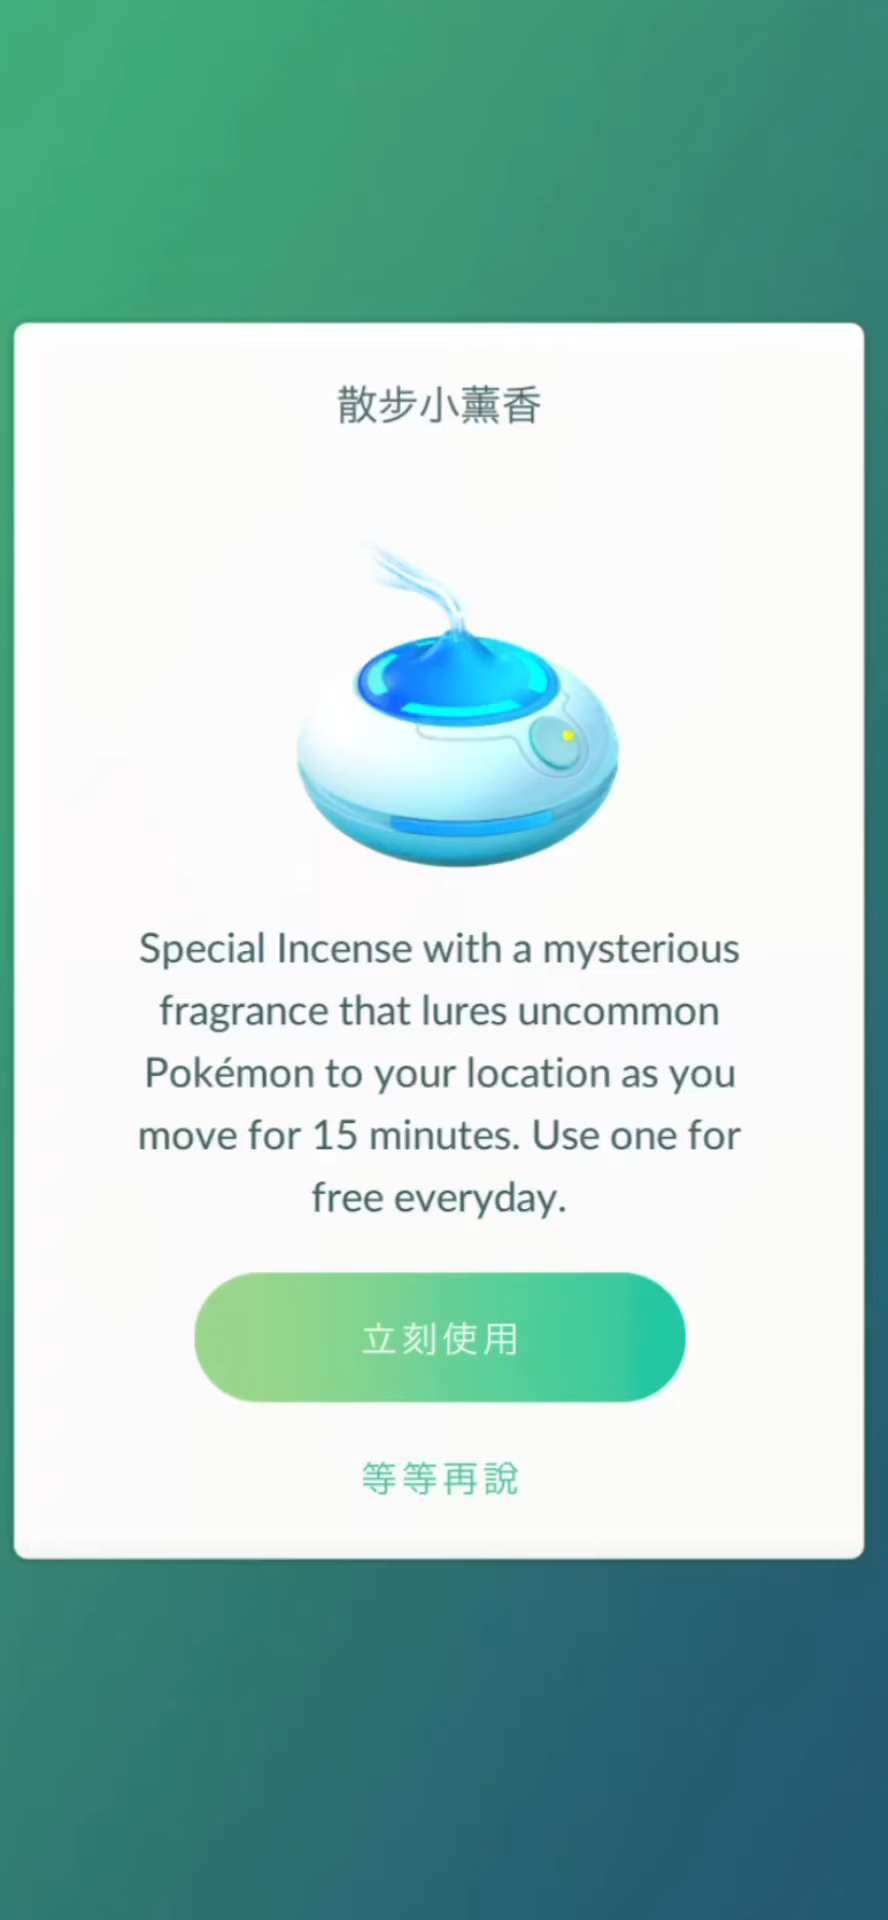 散步小薰香
Special Incense with a mysterious
fragrance that lures uncommon
Pokémon to your location as you
move for 15 minutes. Use one for
free everyday.
立刻使用
等等再說